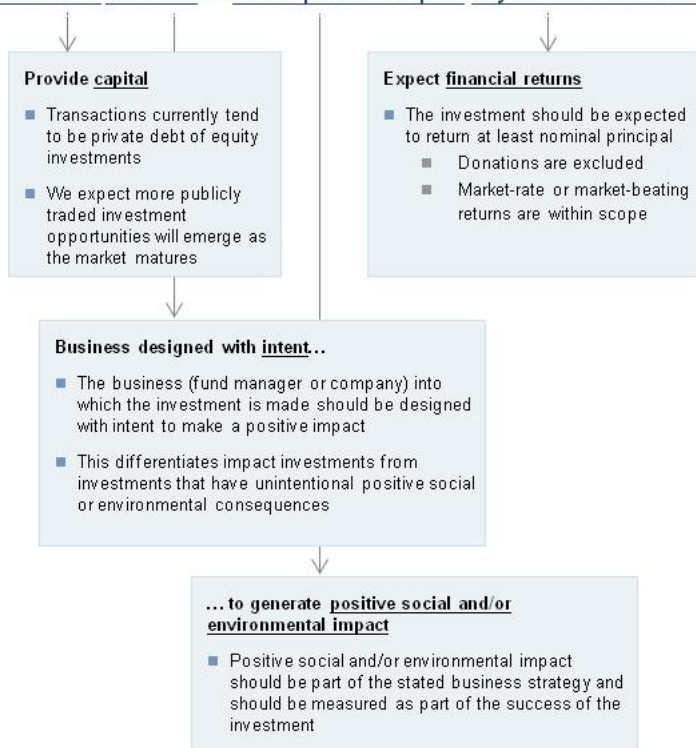 Provide capital
Transactions currently tend
to be private debt of equity
investments
We expect more publicly
traded investment
opportunities will emerge as
the market matures
Expect financial returns
The investment should be expected
to return at least nominal principal
Donations are excluded
Market-rate or market-beating
returns are within scope
Business designed with intent...
The business (fund manager or company) into
which the investment is made should be designed
with intent to make a positive impact
This differentiates impact investments from
investments that have unintentional positive social
or environmental consequences
... to generate positive social and/or
environmental impact
Positive social and/or environmental impact
should be part of the stated business strategy and
should be measured as part of the success of the
investment